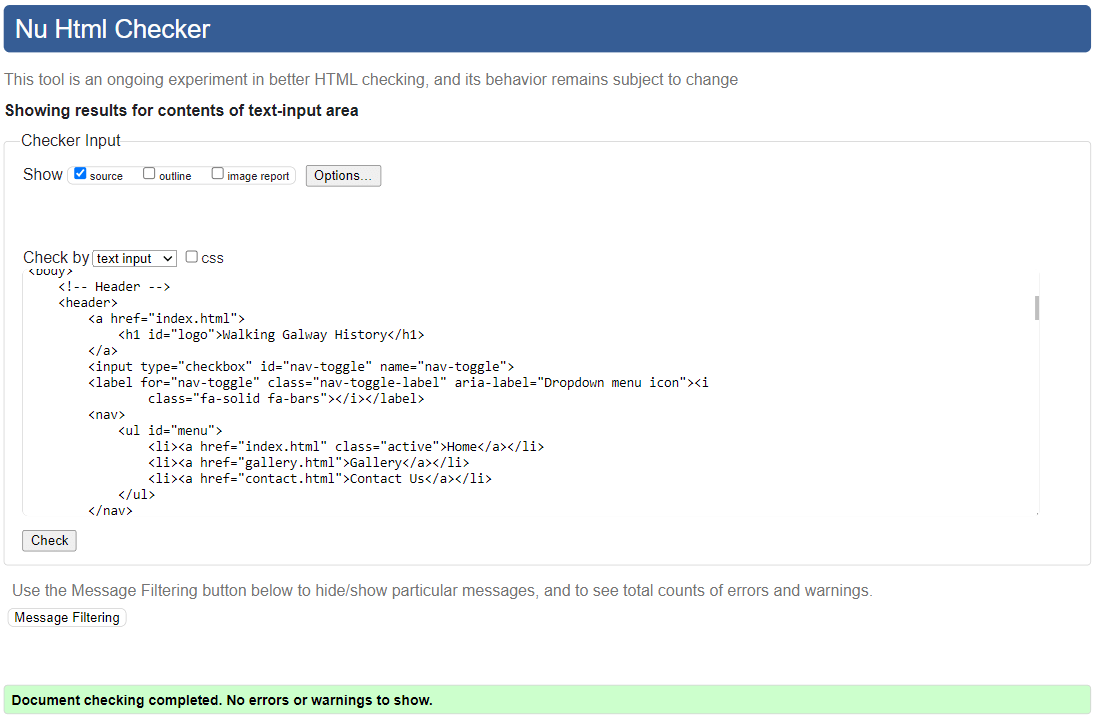 Nu Html Checker
This tool is an ongoing experiment in better HTML checking, and its behavior remains subject to change
Showing results for contents of text-input area
Checker Input
Show source outline image report Options...
Check by text input CSS
<body>
<!-- Header -->
<header>
<a href="index.html">
<h1 id="logo">Walking Galway History</h1>
</a>
<input type="checkbox" id="nav-toggle" name="nav-toggle">
<label for="nav-toggle" class="nav-toggle-label" aria-label="Dropdown menu icon"><i
class="fa-solid fa-bars"></i></label>
<nav>
<ul id="menu">
<li><a href="index.html" class="active">Home</a></li>
<li><a href="gallery.html">Gallery</a></li>
<li><a href="contact.html">Contact Us</a></li>
</ul>
</nav>
Check
Use the Message Filtering button below to hide/show particular messages, and to see total counts of errors and warnings.
Message Filtering
Document checking completed. No errors or warnings to show.